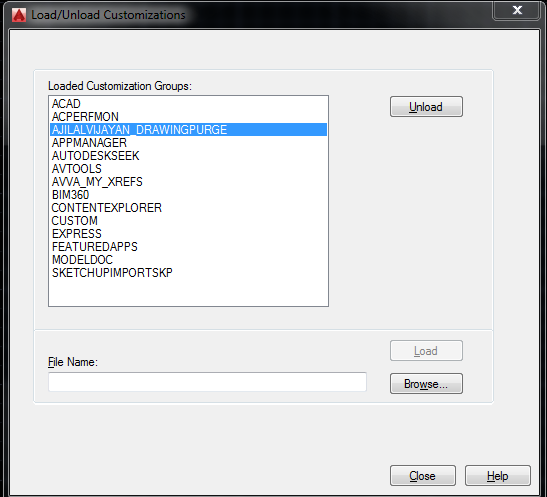 Load/Unload Customizations
Loaded Customization Groups:
ACAD
ACPERFMON
AJILALVIJAYAN_DRAWINGPURGE
APPMANAGER
AUTODESKSEEK
AVTOOLS
AVVA_MY_XREFS
BIM360
CONTENTEXPLORER
CUSTOM
EXPRESS
FEATUREDAPPS
MODELDOC
SKETCHUPIMPORTSKP
Unload
File Name:
Load
Browse...
Close Help